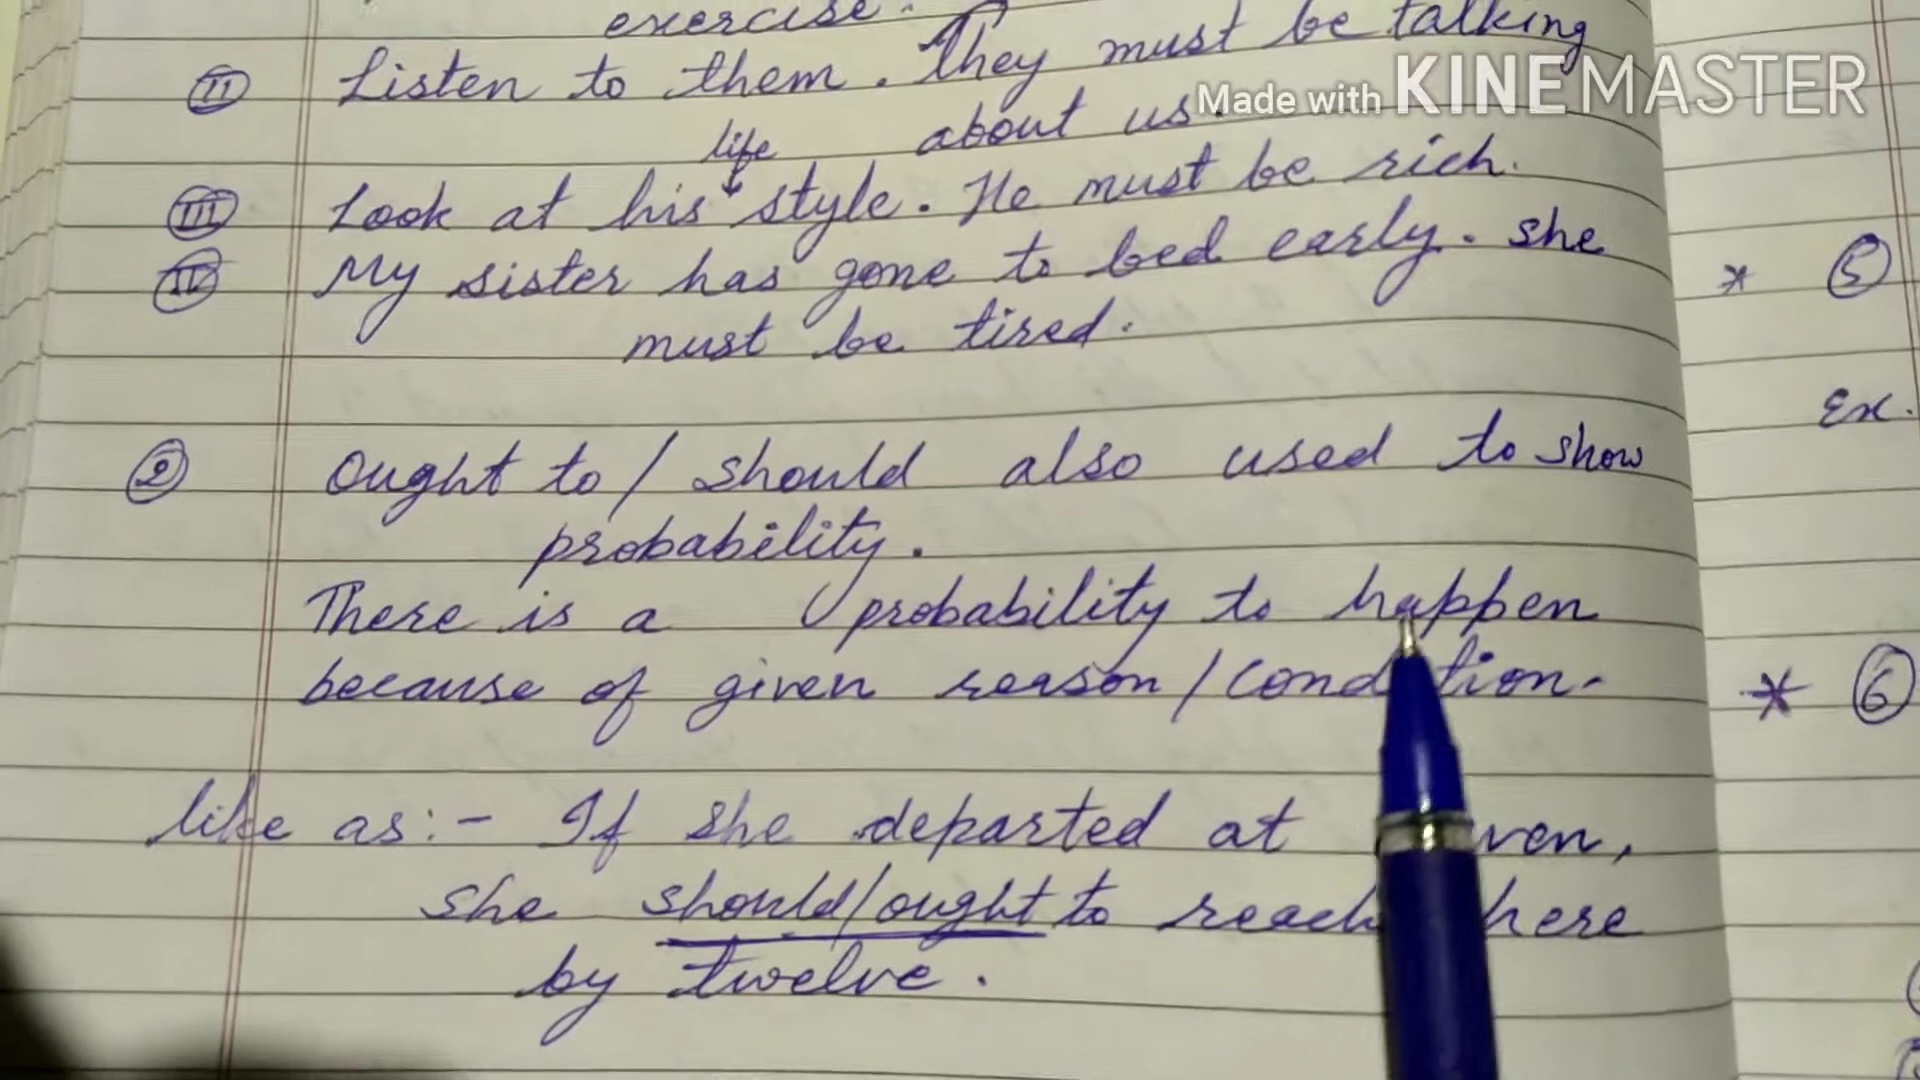 exercise.
II Listen to them. They must be talking
about us.
Made with KINEMASTER
life
III Look at his style. He must be rich.
IV My sister has gone to bed early. she
must be tired.
* 5
Ex.
2 Ought to / should also used to show
probability.
There is a probability to happen
because of given reason / condition.
* 6
like as:- If she departed at
she should/ought to reach here
by twelve.